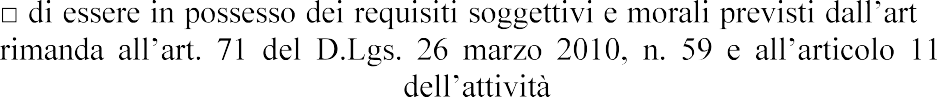 □ di essere in possesso dei requisiti soggettivi e morali previsti dall’art
rimanda all’art. 71 del D.Lgs. 26 marzo 2010, n. 59 e all’articolo 11
dell’attività